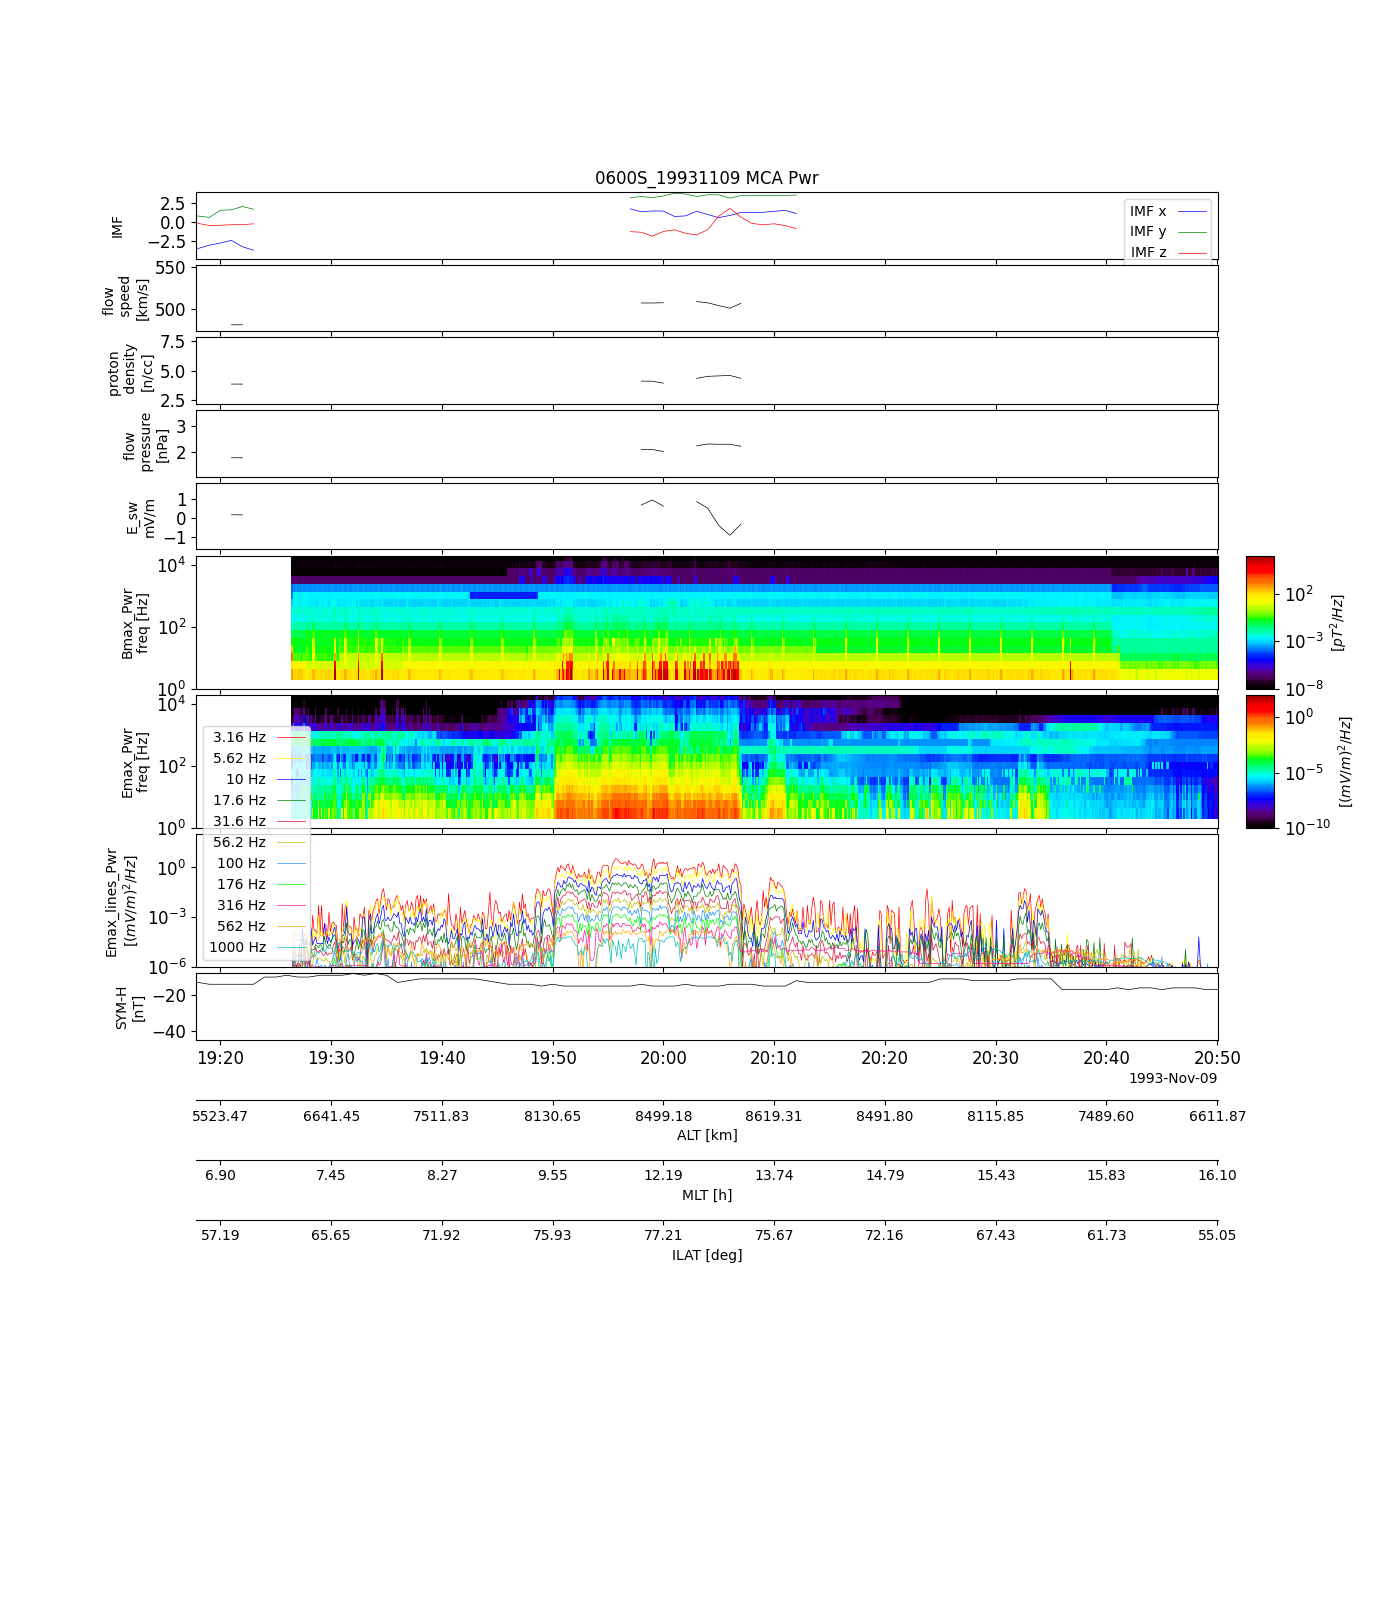 0600S_19931109 MCA Pwr
IMF
2.5
0.0
−2.5
IMF x
IMF y
IMF z
flow
speed
[km/s]
550
500
proton
density
[n/cc]
7.5
5.0
2.5
flow
pressure
[nPa]
3
2
E_sw
mV/m
1
0
−1
Bmax_Pwr
freq [Hz]
10^4
10^2
10^0
10^2
10^−3
10^−8
[pT^2/Hz]
Emax_Pwr
freq [Hz]
10^4
10^2
10^0
10^0
10^−5
10^−10
[(mV/m)^2/Hz]
3.16 Hz
5.62 Hz
10 Hz
17.6 Hz
31.6 Hz
56.2 Hz
100 Hz
176 Hz
316 Hz
562 Hz
1000 Hz
Emax_lines_Pwr
[(mV/m)^2/Hz]
10^0
10^−3
10^−6
SYM-H
[nT]
−20
−40
19:20 19:30 19:40 19:50 20:00 20:10 20:20 20:30 20:40 20:50
1993-Nov-09
5523.47 6641.45 7511.83 8130.65 8499.18 8619.31 8491.80 8115.85 7489.60 6611.87
ALT [km]
6.90 7.45 8.27 9.55 12.19 13.74 14.79 15.43 15.83 16.10
MLT [h]
57.19 65.65 71.92 75.93 77.21 75.67 72.16 67.43 61.73 55.05
ILAT [deg]